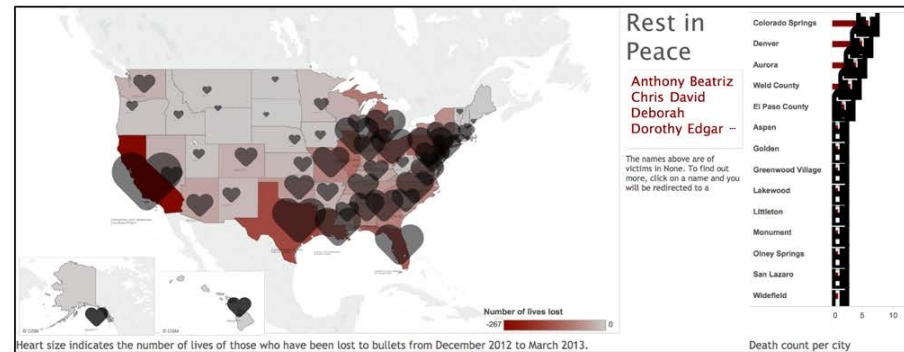 Rest in
Peace
Anthony Beatriz
Chris David
Deborah
Dorothy Edgar ...
The names above are of
victims in None. To find out
more, click on a name and you
will be redirected to a
Colorado Springs
Denver
Aurora
Weld County
El Paso County
Aspen
Golden
Greenwood Village
Lakewood
Littleton
Monument
Olney Springs
San Lazaro
Widefield
0 5 10
Death count per city
Number of lives lost
-267 0
© OSM
© OSM
Heart size indicates the number of lives of those who have been lost to bullets from December 2012 to March 2013.